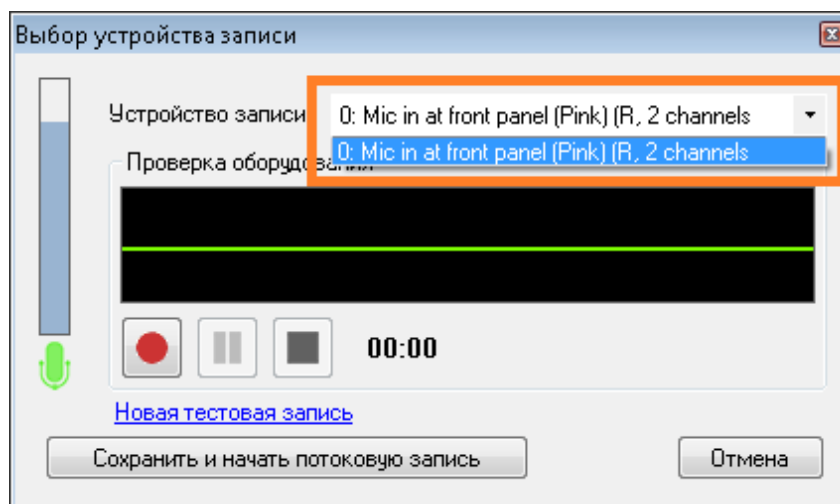 Выбор устройства записи
Устройство записи
0: Mic in at front panel (Pink) (R, 2 channels
0: Mic in at front panel (Pink) (R, 2 channels
Проверка оборудования
00:00
Новая тестовая запись
Сохранить и начать потоковую запись
Отмена